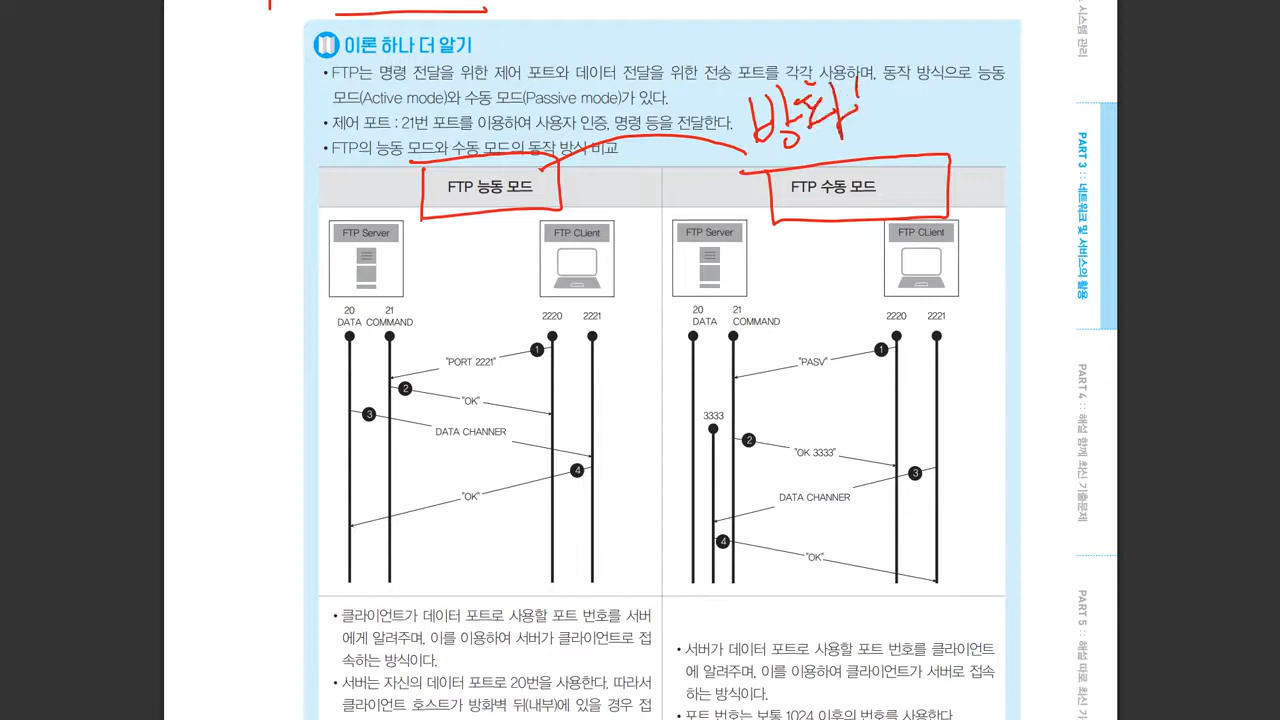 이론 하나 더 알기
• FTP는 명령 전달을 위한 제어 포트와 데이터 전달을 위한 전송 포트를 각각 사용하며, 동작 방식으로 능동
모드(Active mode)와 수동 모드(Passive mode)가 있다.
• 제어 포트 : 21번 포트를 이용하여 사용자 인증, 명령 등을 전달한다.
• FTP의 능동 모드와 수동 모드의 동작 방식 비교
방화
FTP 능동 모드
FTP Server
FTP CLient
20
DATA
21
COMMAND
2220
2221
1
"PORT 2221"
2
"OK"
3
DATA CHANNER
4
"OK"
• 클라이언트가 데이터 포트로 사용할 포트 번호를 서버
에게 알려주며, 이를 이용하여 서버가 클라이언트로 접
속하는 방식이다.
• 서버는 자신의 데이터 포트로 20번을 사용한다. 따라서
클라이언트 호스트가 방화벽 뒤(내부)에 있을 경우 접
FTP 수동 모드
FTP Server
FTP CLient
20
DATA
21
COMMAND
2220
2221
1
"PASV"
3333
2
"OK 3333"
3
DATA CHANNER
4
"OK"
• 서버가 데이터 포트로 사용할 포트 번호를 클라이언트
에 알려주며, 이를 이용하여 클라이언트가 서버로 접속
하는 방식이다.
• 포트 번호는 보통 1024 이후의 번호를 사용한다.
시스템 관리
PART 3 :: 네트워크 및 서비스의 활용
PART 4 :: 해설 함께 최신 기출문제
PART 5 :: 해설 따로 최신 기